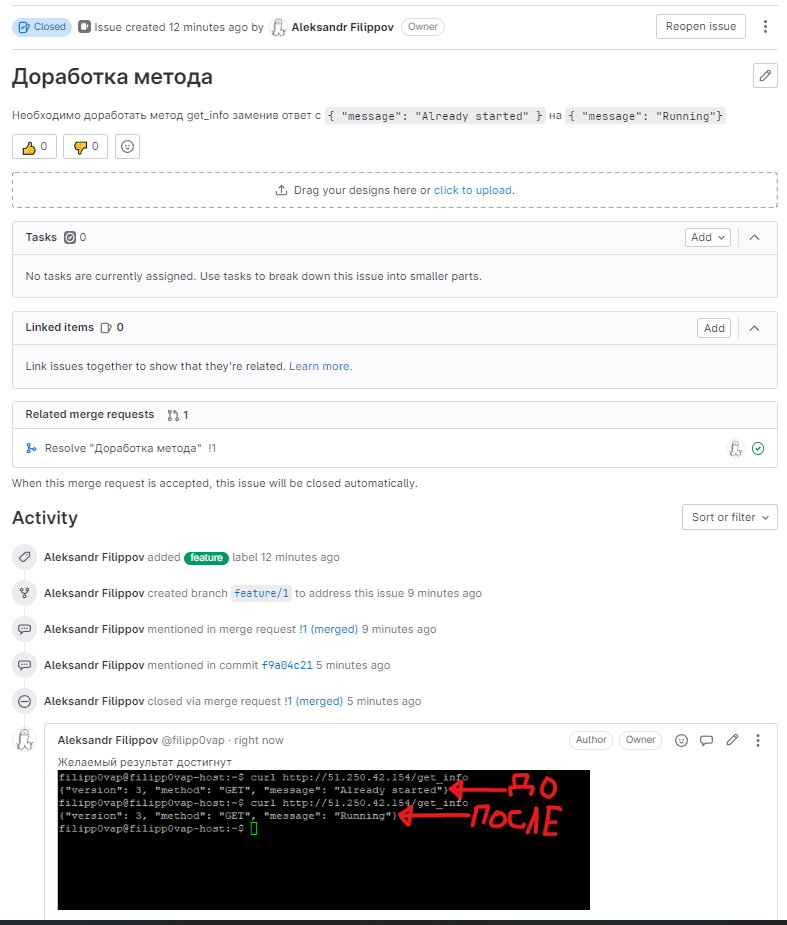 Closed Issue created 12 minutes ago by Aleksandr Filippov Owner Reopen issue
Доработка метода
Необходимо доработать метод get_info заменив ответ с { "message": "Already started" } на { "message": "Running"}
0 0
Drag your designs here or click to upload.
Tasks 0 Add
No tasks are currently assigned. Use tasks to break down this issue into smaller parts.
Linked items 0 Add
Link issues together to show that they're related. Learn more.
Related merge requests 1
Resolve "Доработка метода" !1
When this merge request is accepted, this issue will be closed automatically.
Activity Sort or filter
Aleksandr Filippov added feature label 12 minutes ago
Aleksandr Filippov created branch feature/1 to address this issue 9 minutes ago
Aleksandr Filippov mentioned in merge request !1 (merged) 9 minutes ago
Aleksandr Filippov mentioned in commit f9a04c21 5 minutes ago
Aleksandr Filippov closed via merge request !1 (merged) 5 minutes ago
Aleksandr Filippov @filipp0vap · right now Author Owner
Желаемый результат достигнут
filipp0vap@filipp0vap-host:~$ curl http://51.250.42.154/get_info
{"version": 3, "method": "GET", "message": "Already started"} ДО
filipp0vap@filipp0vap-host:~$ curl http://51.250.42.154/get_info
{"version": 3, "method": "GET", "message": "Running"} ПОСЛЕ
filipp0vap@filipp0vap-host:~$